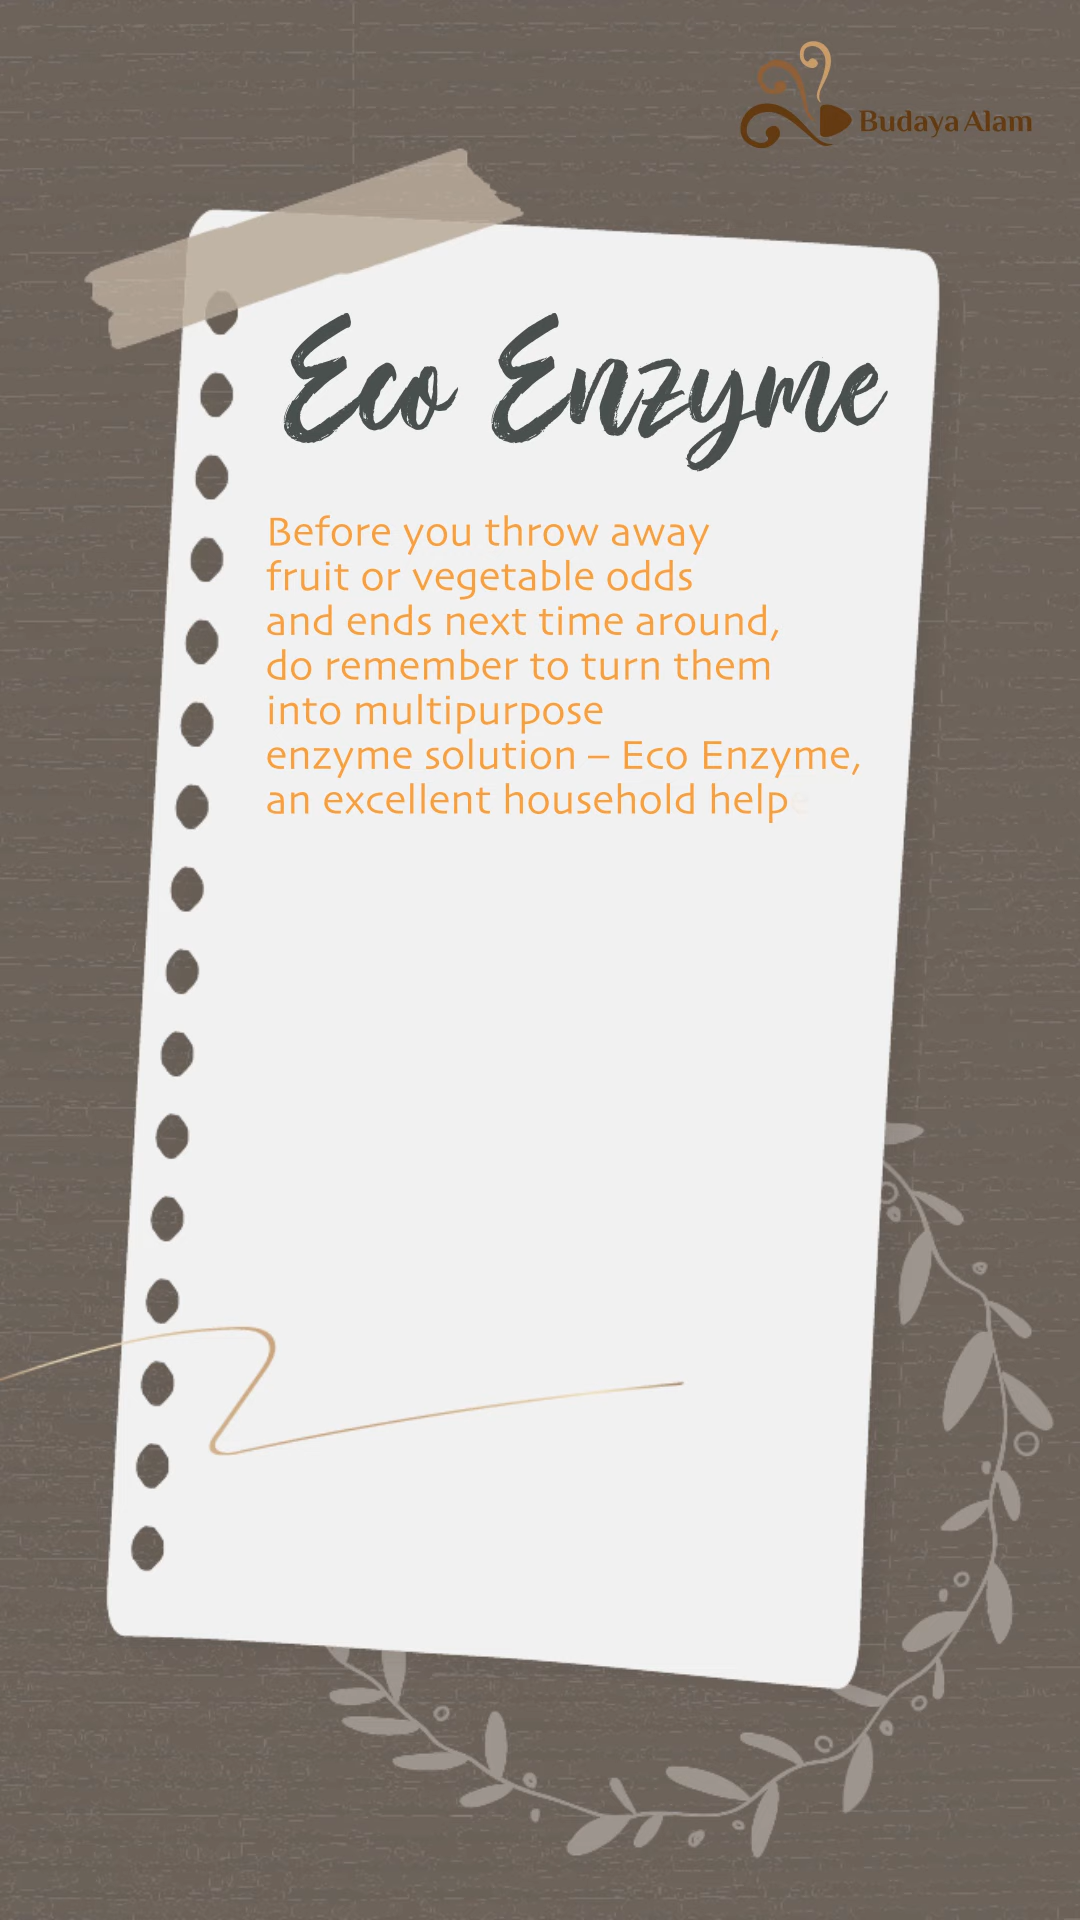 Budaya Alam
Eco Enzyme
Before you throw away
fruit or vegetable odds
and ends next time around,
do remember to turn them
into multipurpose
enzyme solution – Eco Enzyme,
an excellent household helpe